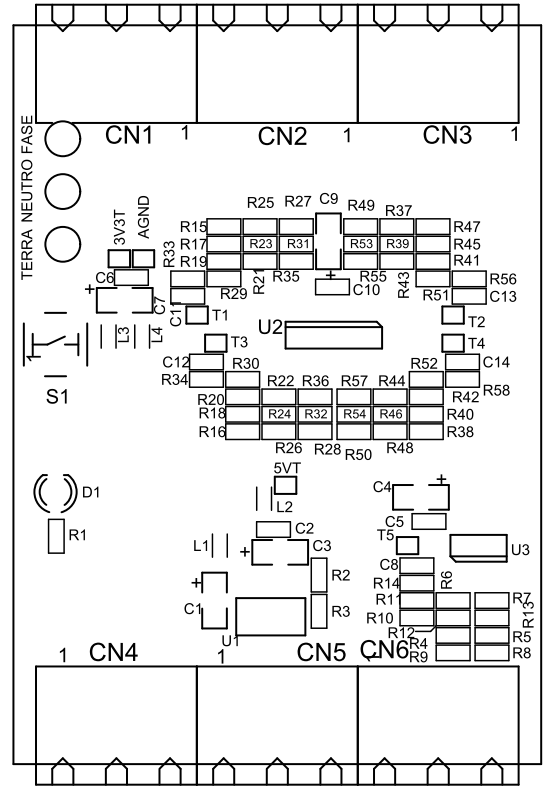 CN1 1
CN2 1
CN3 1
TERRA NEUTRO FASE
3V3T
AGND
R25 R27 C9 R49 R37
R15 R47
R17 R23 R31 R53 R39 R45
R33
R19 R21 R35 R55 R43 R41
C6 + R29 + C10 R51 R56
C7 C13
C1
T1 T2
L3 L4 U2
T3 T4
S1
C12 R30 R52 C14
R34 R22 R36 R57 R44 R58
R20 R42
R18 R24 R32 R54 R46 R40
R16 R38
R26 R28 R50 R48
5VT
D1 L2 C4 +
R1 C2 C5
L1 + C3 T5 U3
+ R2 C8 R6
R14
C1 R3 R11 R7
R10 R13
U1 R12 R5
R4
R9 R8
1 CN4
1 CN5
CN6